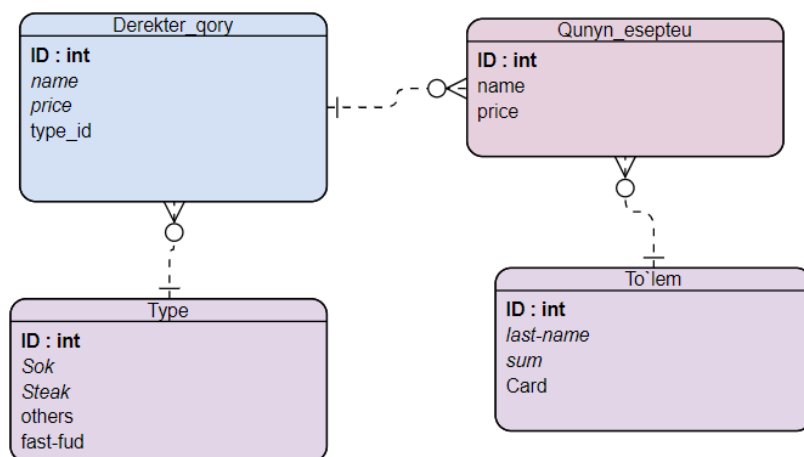 Derekter_qory
ID : int
name
price
type_id
Qunyn_esepteu
ID : int
name
price
Type
ID : int
Sok
Steak
others
fast-fud
To`lem
ID : int
last-name
sum
Card